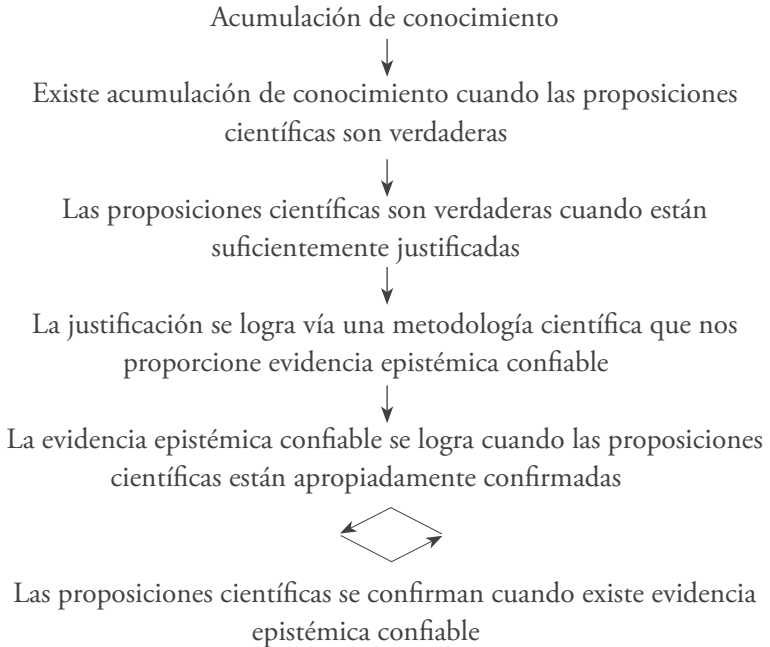 Acumulación de conocimiento
Existe acumulación de conocimiento cuando las proposiciones
científicas son verdaderas
Las proposiciones científicas son verdaderas cuando están
suficientemente justificadas
La justificación se logra vía una metodología científica que nos
proporcione evidencia epistémica confiable
La evidencia epistémica confiable se logra cuando las proposiciones
científicas están apropiadamente confirmadas
Las proposiciones científicas se confirman cuando existe evidencia
epistémica confiable